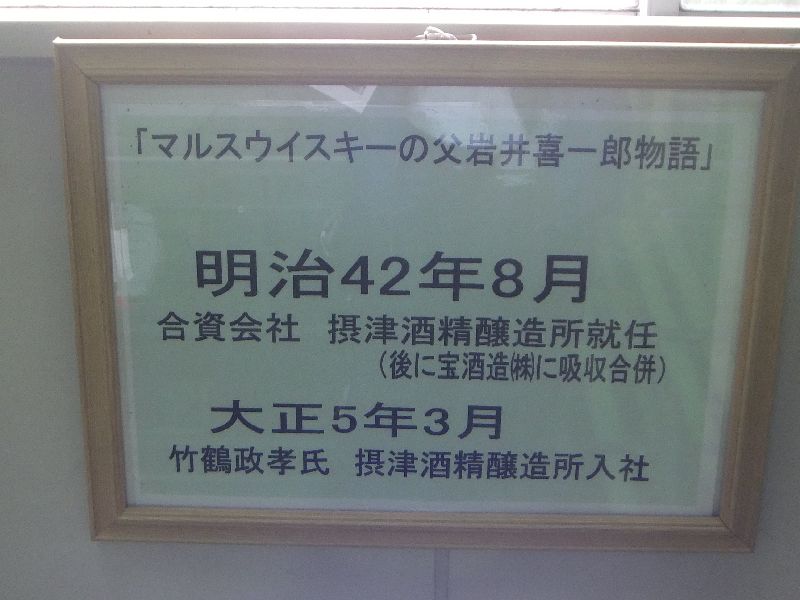 「マルスウイスキーの父岩井喜一郎物語」
明治42年8月
合資会社 摂津酒精醸造所就任
(後に宝酒造㈱に吸収合併)
大正5年3月
竹鶴政孝氏 摂津酒精醸造所入社